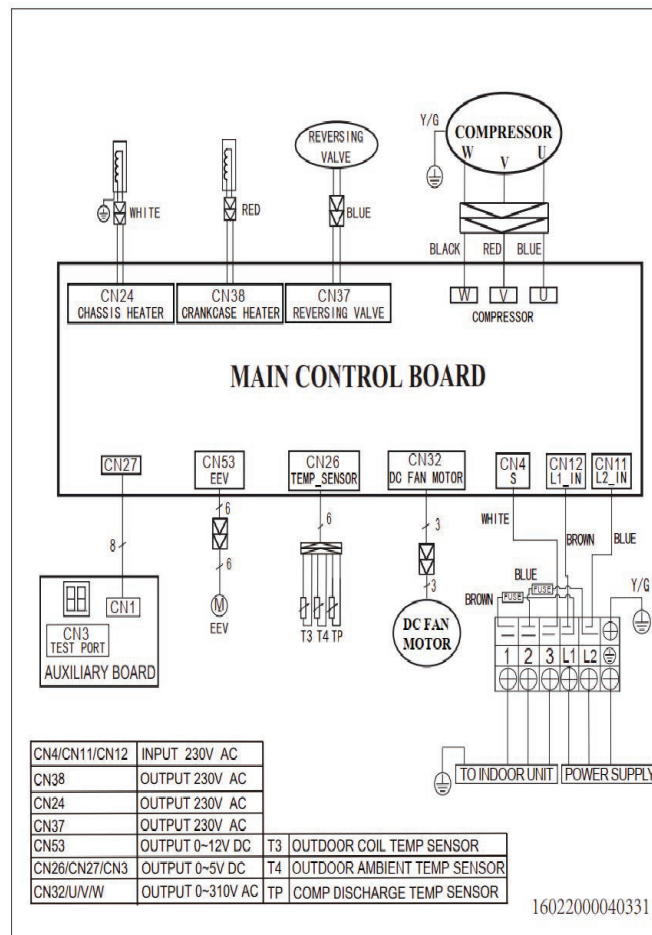 Y/G
COMPRESSOR
W V U
REVERSING
VALVE
WHITE
RED
BLUE
BLACK RED BLUE
CN24
CHASSIS HEATER
CN38
CRANKCASE HEATER
CN37
REVERSING VALVE
W V U
COMPRESSOR
MAIN CONTROL BOARD
CN27
CN53
EEV
CN26
TEMP_SENSOR
CN32
DC FAN MOTOR
CN4
S
CN12
L1_IN
CN11
L2_IN
8
6
6
6
3
3
WHITE
BROWN
BLUE
BLUE
FUSE
BROWN
FUSE
Y/G
CN1
CN3
TEST PORT
AUXILIARY BOARD
M
EEV
T3 T4 TP
DC FAN
MOTOR
1 2 3 L1 L2
TO INDOOR UNIT
POWER SUPPLY
CN4/CN11/CN12 INPUT 230V AC
CN38 OUTPUT 230V AC
CN24 OUTPUT 230V AC
CN37 OUTPUT 230V AC
CN53 OUTPUT 0~12V DC T3 OUTDOOR COIL TEMP SENSOR
CN26/CN27/CN3 OUTPUT 0~5V DC T4 OUTDOOR AMBIENT TEMP SENSOR
CN32/U/V/W OUTPUT 0~310V AC TP COMP DISCHARGE TEMP SENSOR
16022000040331